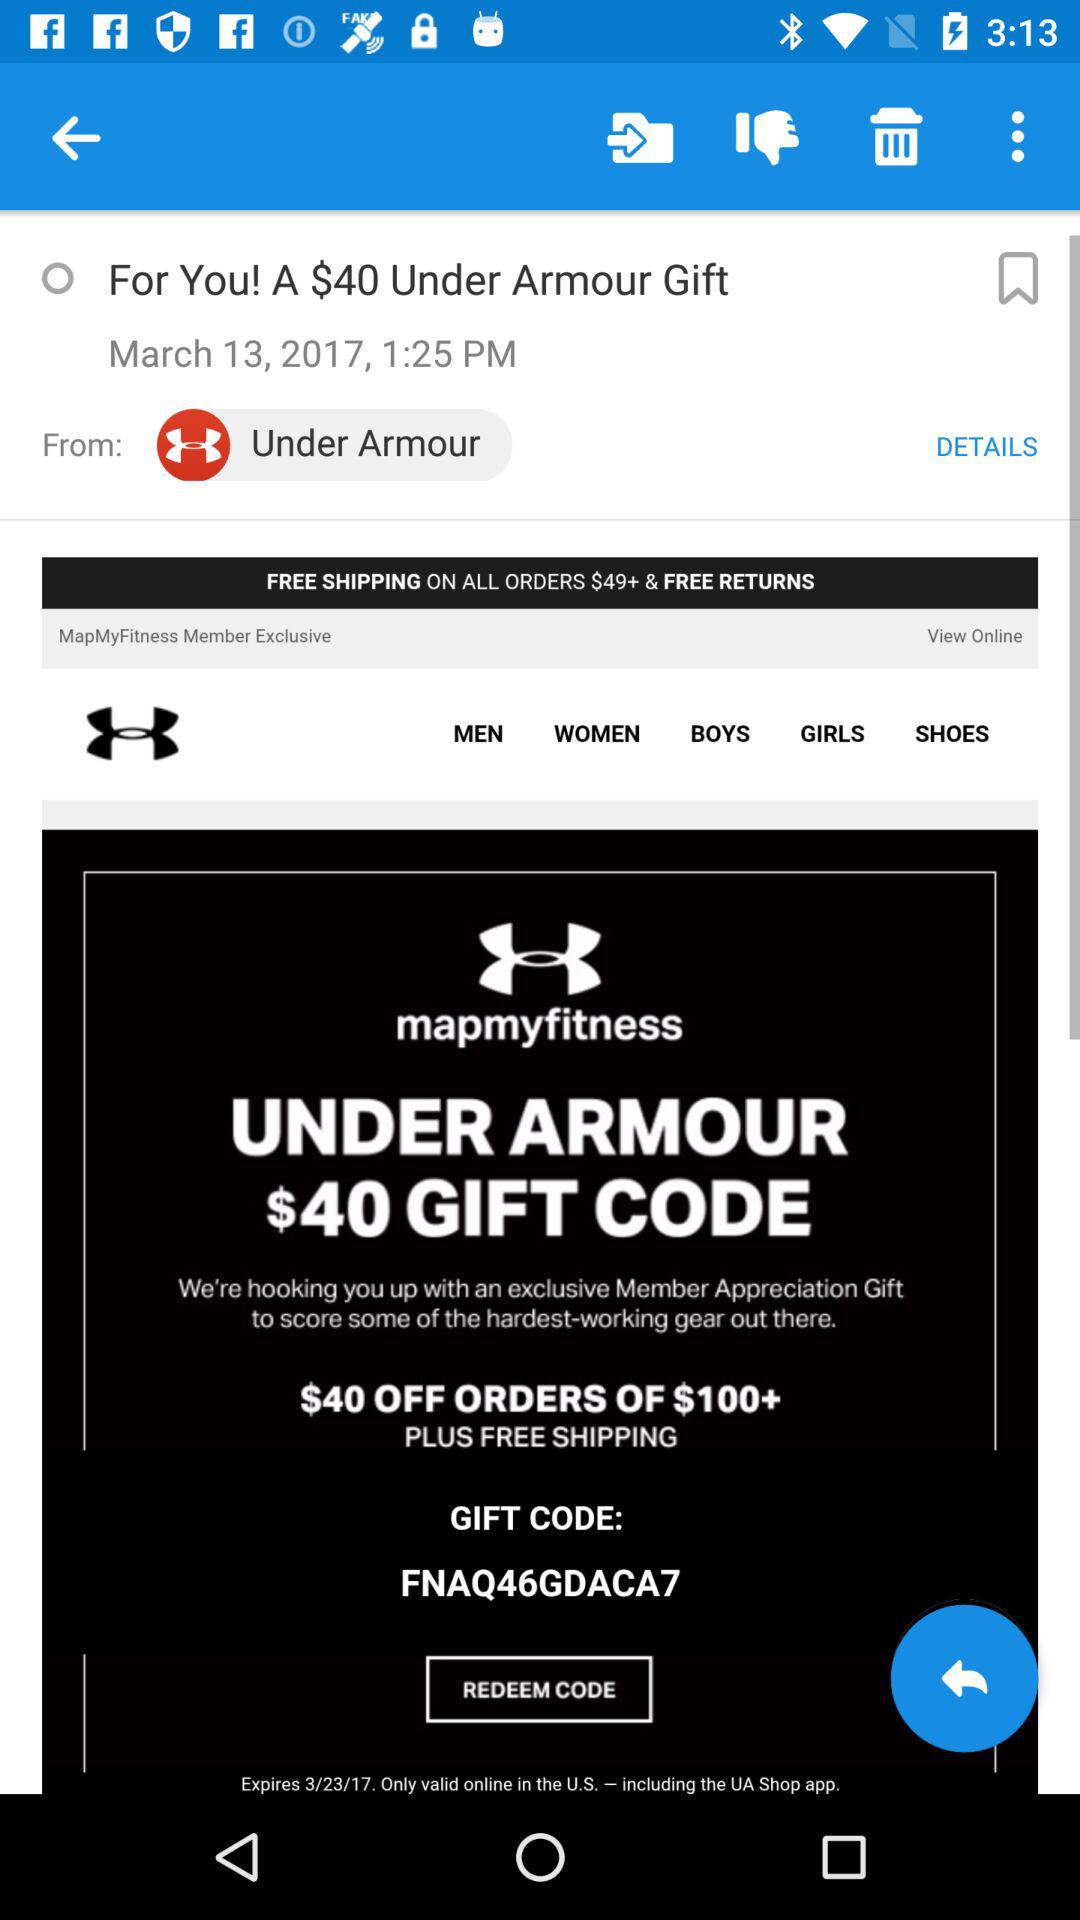 FAKE
3:13
For You! A $40 Under Armour Gift
March 13, 2017, 1:25 PM
From: Under Armour DETAILS
FREE SHIPPING ON ALL ORDERS $49+ & FREE RETURNS
MapMyFitness Member Exclusive View Online
MEN WOMEN BOYS GIRLS SHOES
mapmyfitness
UNDER ARMOUR
$40 GIFT CODE
We're hooking you up with an exclusive Member Appreciation Gift
to score some of the hardest-working gear out there.
$40 OFF ORDERS OF $100+
PLUS FREE SHIPPING
GIFT CODE:
FNAQ46GDACA7
REDEEM CODE
Expires 3/23/17. Only valid online in the U.S. — including the UA Shop app.